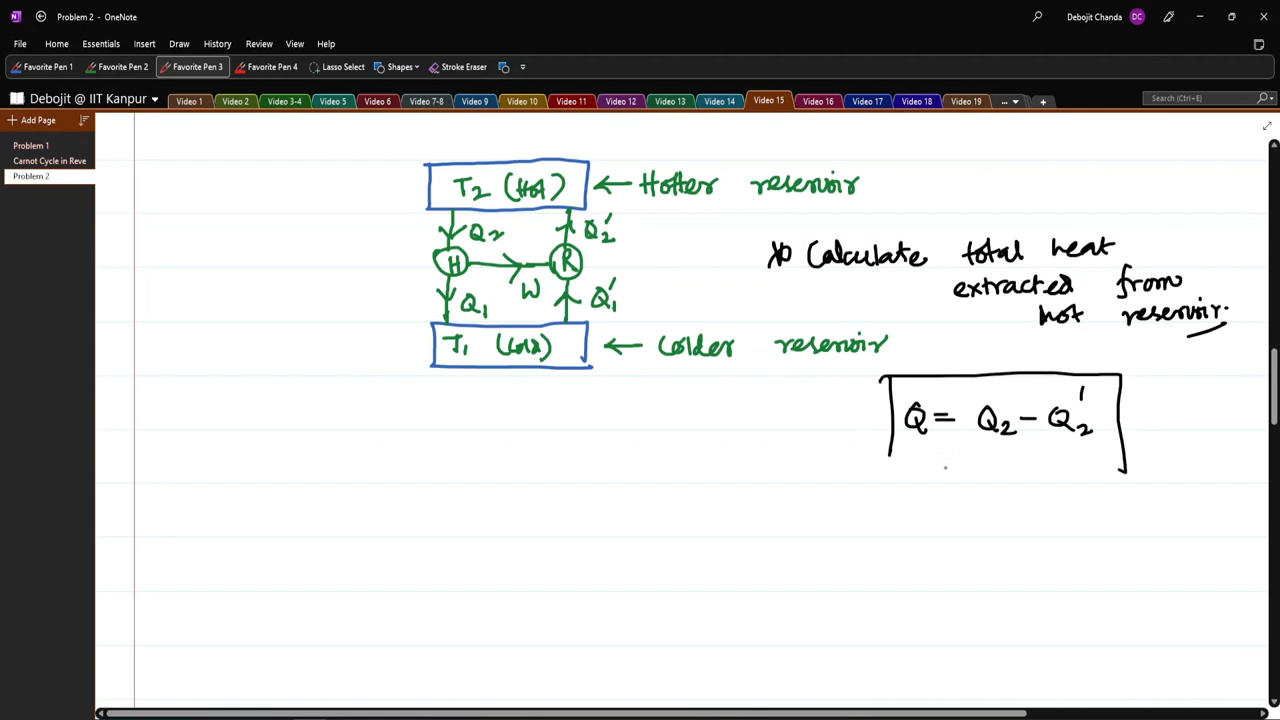 Problem 2 - OneNote
Debojit Chanda DC
File Home Essentials Insert Draw History Review View Help
Favorite Pen 1 Favorite Pen 2 Favorite Pen 3 Favorite Pen 4 Lasso Select Shapes Stroke Eraser
Debojit @ IIT Kanpur Video 1 Video 2 Video 3-4 Video 5 Video 6 Video 7-8 Video 9 Video 10 Video 11 Video 12 Video 13 Video 14 Video 15 Video 16 Video 17 Video 18 Video 19 ... Search (Ctrl+E)
Add Page
Problem 1
Carnot Cycle in Reve
Problem 2
T₂ (Hot) ← Hotter reservoir
Q₂ Q₂'
H W R
Q₁ Q₁'
T₁ (Cold) ← Colder reservoir
Calculate total heat
extracted from
hot reservoir.
Q = Q₂ - Q₂'